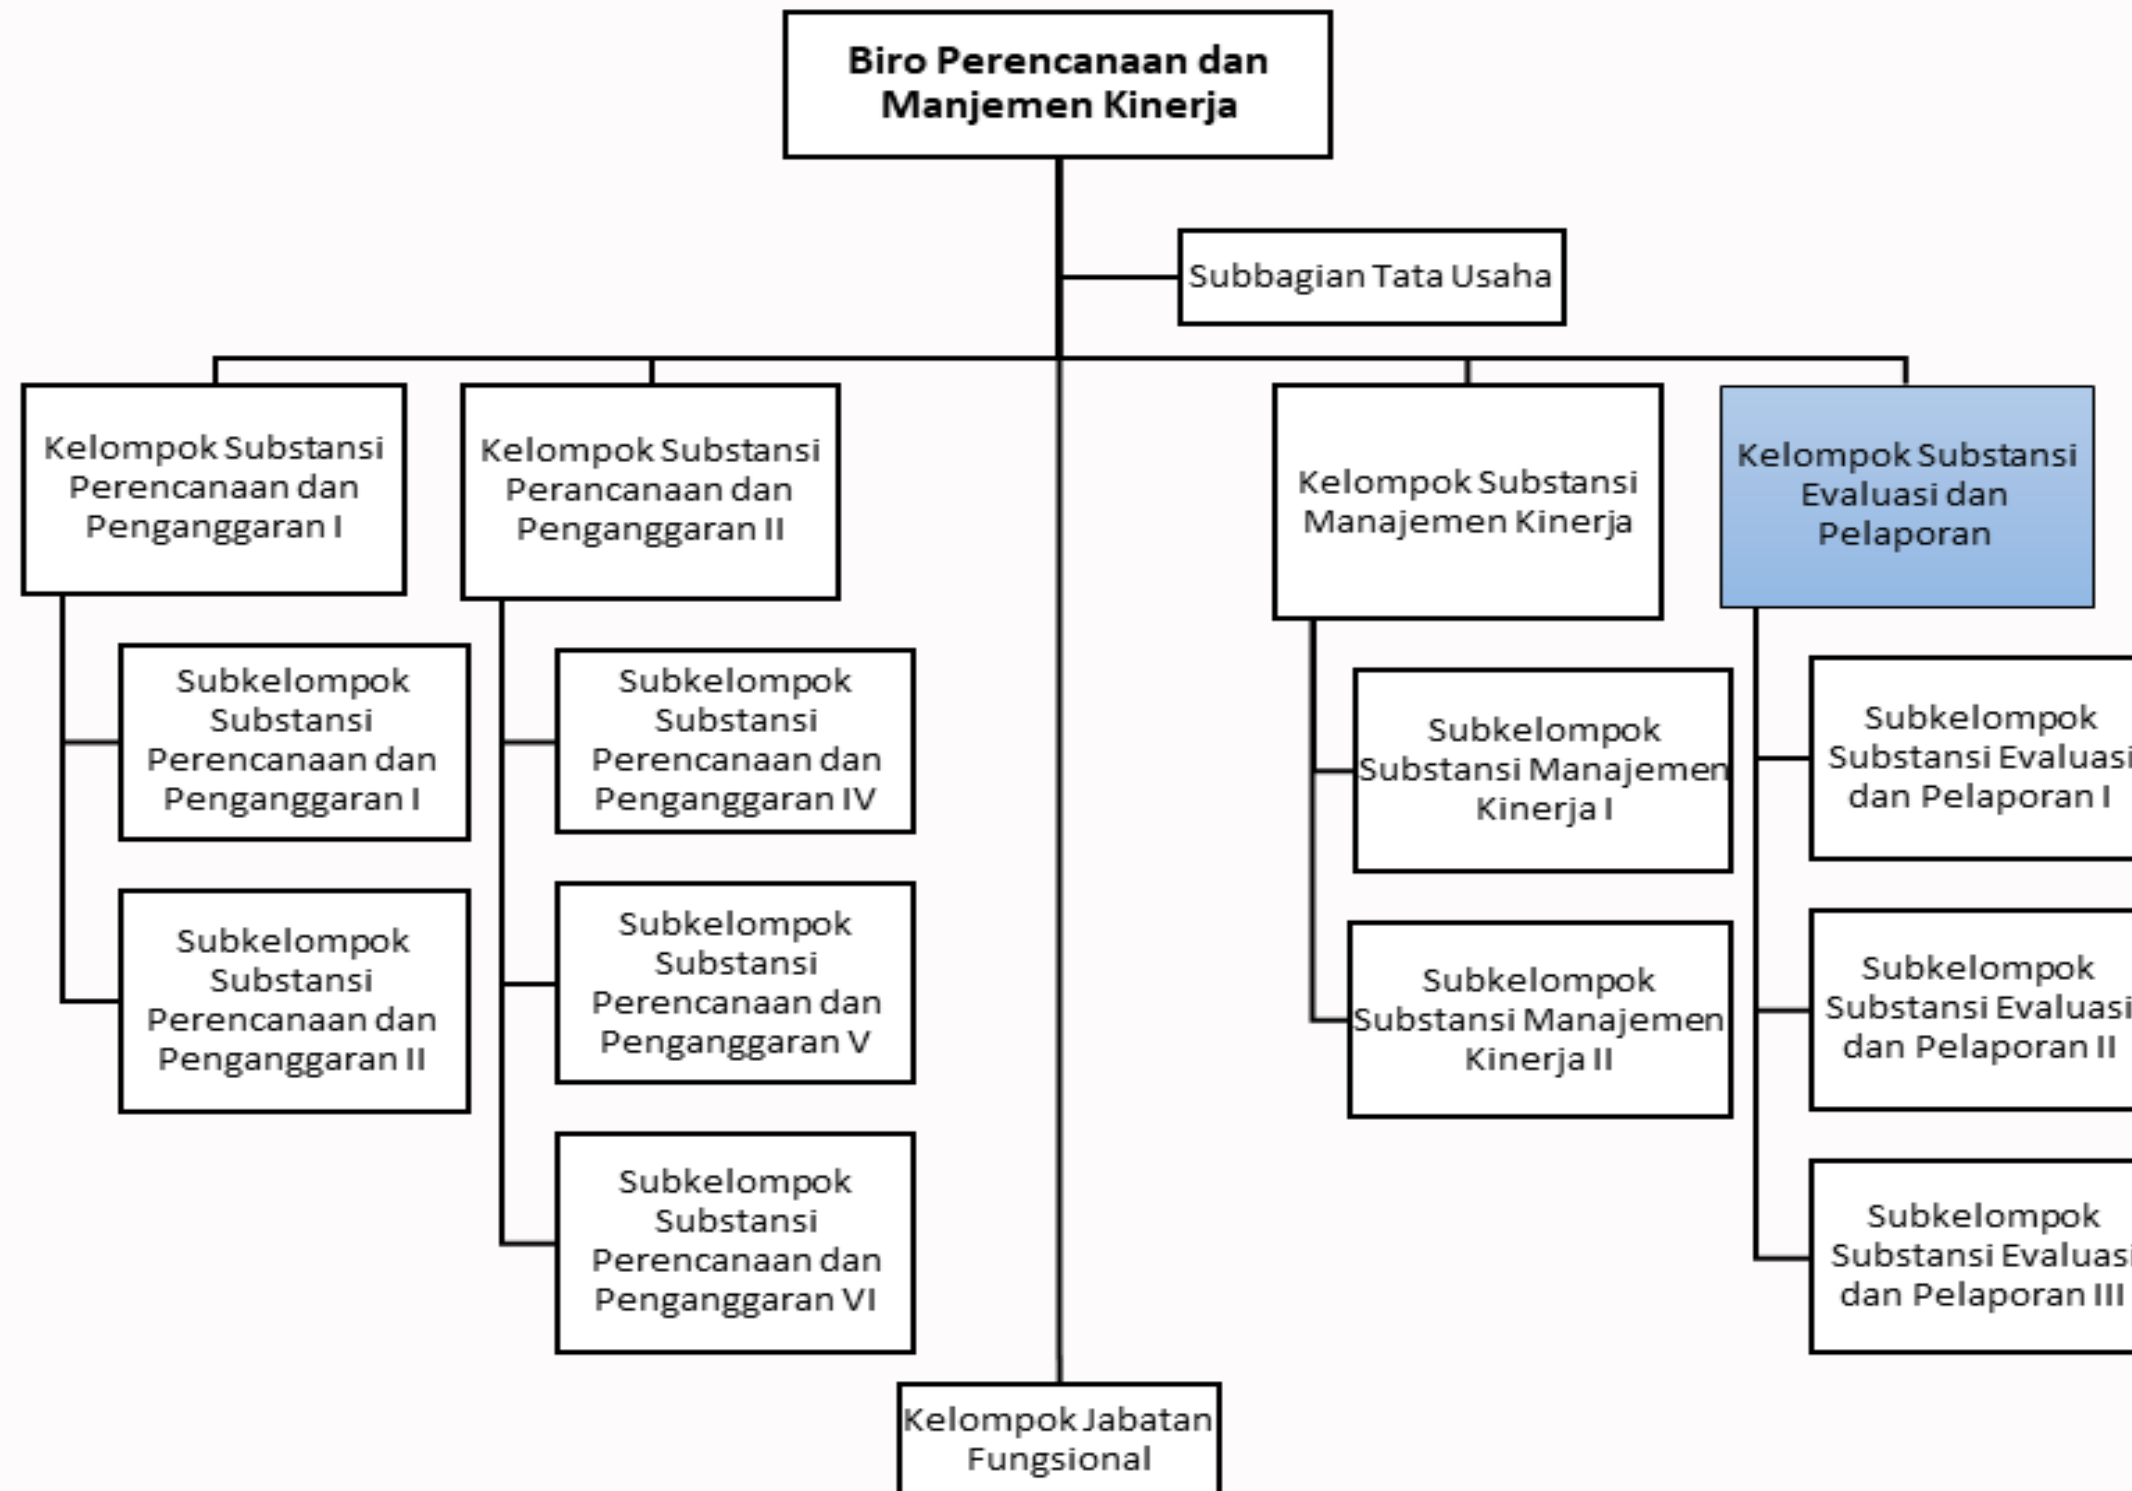 Biro Perencanaan dan
Manjemen Kinerja
Subbagian Tata Usaha
Kelompok Substansi
Perencanaan dan
Penganggaran I
Kelompok Substansi
Perancanaan dan
Penganggaran II
Kelompok Substansi
Manajemen Kinerja
Kelompok Substansi
Evaluasi dan
Pelaporan
Subkelompok
Substansi
Perencanaan dan
Penganggaran I
Subkelompok
Substansi
Perencanaan dan
Penganggaran II
Subkelompok
Substansi
Perencanaan dan
Penganggaran IV
Subkelompok
Substansi
Perencanaan dan
Penganggaran V
Subkelompok
Substansi
Perencanaan dan
Penganggaran VI
Subkelompok
Substansi Manajemen
Kinerja I
Subkelompok
Substansi Manajemen
Kinerja II
Subkelompok
Substansi Evaluasi
dan Pelaporan I
Subkelompok
Substansi Evaluasi
dan Pelaporan II
Subkelompok
Substansi Evaluasi
dan Pelaporan III
Kelompok Jabatan
Fungsional